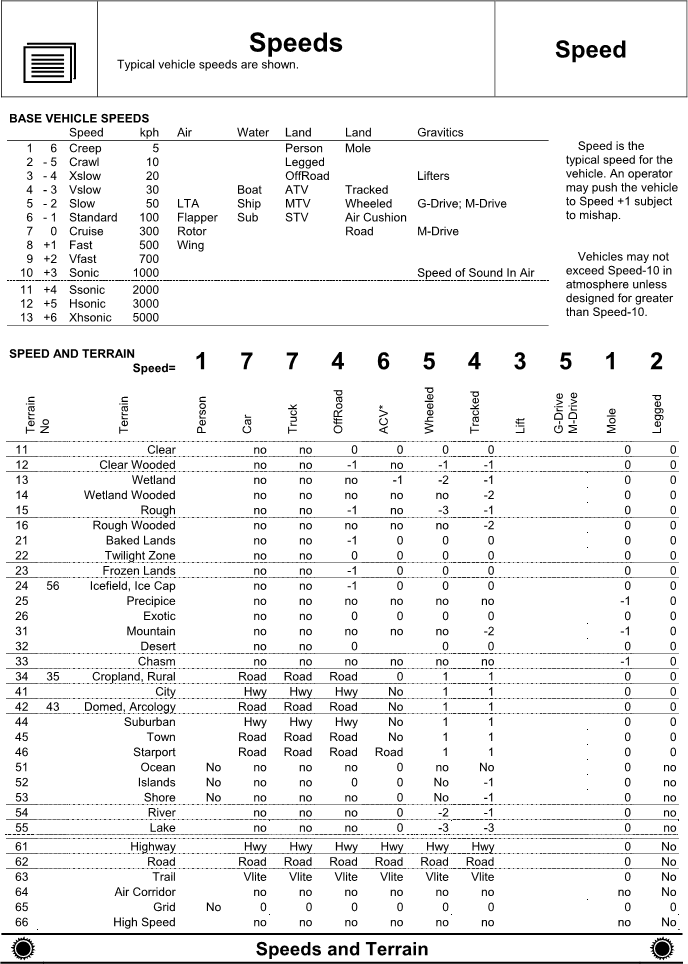 Speeds
Typical vehicle speeds are shown.
Speed
BASE VEHICLE SPEEDS
Speed kph Air Water Land Land Gravitics
1 6 Creep 5 Person Mole
2 - 5 Crawl 10 Legged
3 - 4 Xslow 20 OffRoad Lifters
4 - 3 Vslow 30 Boat ATV Tracked
5 - 2 Slow 50 LTA Ship MTV Wheeled G-Drive; M-Drive
6 - 1 Standard 100 Flapper Sub STV Air Cushion
7 0 Cruise 300 Rotor Road M-Drive
8 +1 Fast 500 Wing
9 +2 Vfast 700
10 +3 Sonic 1000 Speed of Sound In Air
11 +4 Ssonic 2000
12 +5 Hsonic 3000
13 +6 Xhsonic 5000
Speed is the
typical speed for the
vehicle. An operator
may push the vehicle
to Speed +1 subject
to mishap.
Vehicles may not
exceed Speed-10 in
atmosphere unless
designed for greater
than Speed-10.
SPEED AND TERRAIN
Speed= 1 7 7 4 6 5 4 3 5 1 2
Terrain No Terrain Person Car Truck OffRoad ACV* Wheeled Tracked Lift G-Drive M-Drive Mole Legged
11 Clear no no 0 0 0 0 0 0
12 Clear Wooded no no -1 no -1 -1 0 0
13 Wetland no no no -1 -2 -1 0 0
14 Wetland Wooded no no no no no -2 0 0
15 Rough no no -1 no -3 -1 0 0
16 Rough Wooded no no no no no -2 0 0
21 Baked Lands no no -1 0 0 0 0 0
22 Twilight Zone no no 0 0 0 0 0 0
23 Frozen Lands no no -1 0 0 0 0 0
24 56 Icefield, Ice Cap no no -1 0 0 0 0 0
25 Precipice no no no no no no -1 0
26 Exotic no no 0 0 0 0 0 0
31 Mountain no no no no no -2 -1 0
32 Desert no no 0 0 0 0 0
33 Chasm no no no no no no -1 0
34 35 Cropland, Rural Road Road Road 0 1 1 0 0
41 City Hwy Hwy Hwy No 1 1 0 0
42 43 Domed, Arcology Road Road Road No 1 1 0 0
44 Suburban Hwy Hwy Hwy No 1 1 0 0
45 Town Road Road Road No 1 1 0 0
46 Starport Road Road Road Road 1 1 0 0
51 Ocean No no no no 0 no No 0 no
52 Islands No no no 0 0 No -1 0 no
53 Shore No no no 0 0 No -1 0 no
54 River no no no 0 -2 -1 0 no
55 Lake no no no 0 -3 -3 0 no
61 Highway Hwy Hwy Hwy Hwy Hwy Hwy 0 No
62 Road Road Road Road Road Road Road 0 No
63 Trail Vlite Vlite Vlite Vlite Vlite Vlite 0 No
64 Air Corridor no no no no no no no No
65 Grid No 0 0 0 0 0 0 0 No
66 High Speed no no no no no no no No
Speeds and Terrain